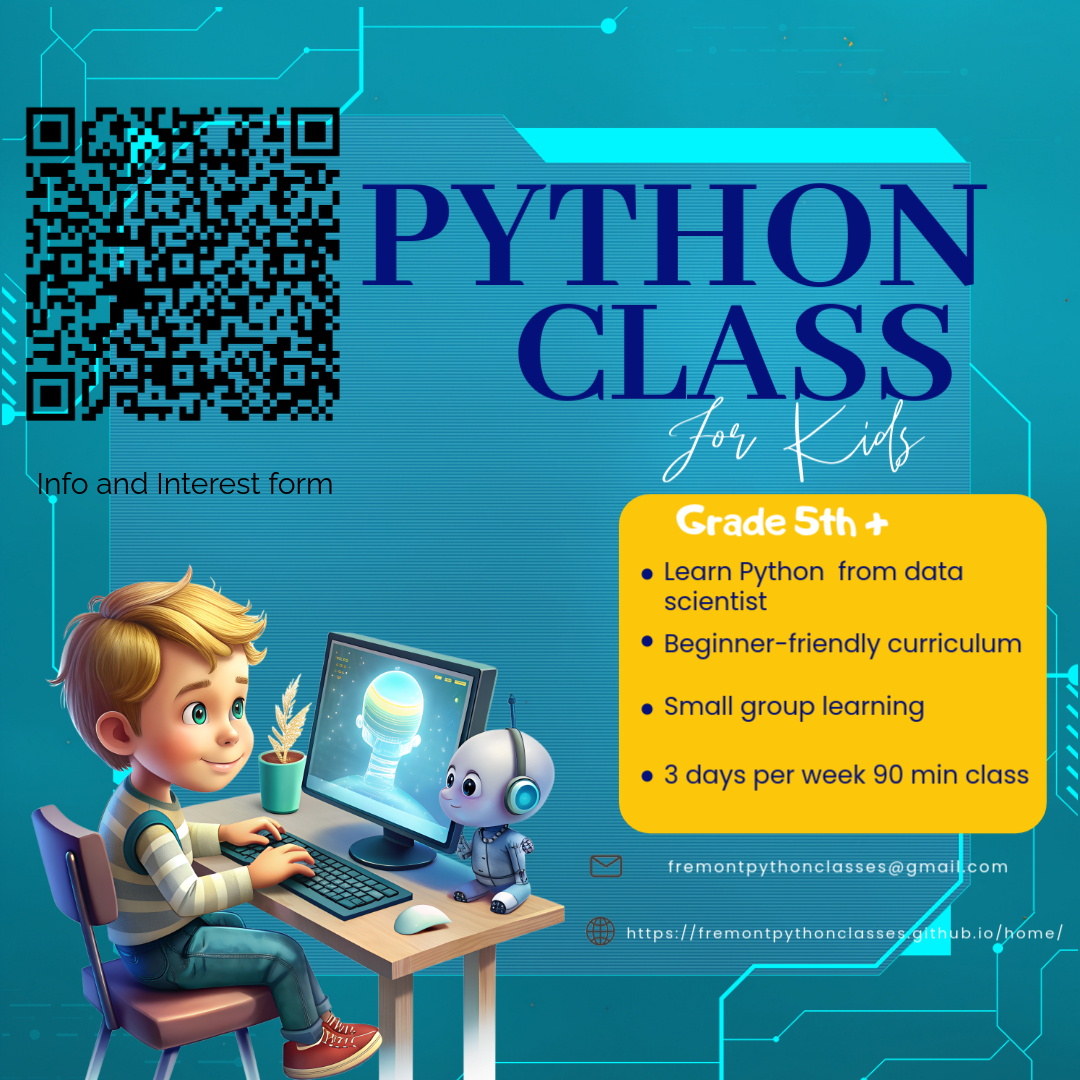 PYTHON
CLASS
For Kids
Info and Interest form
Grade 5th +
• Learn Python from data
scientist
• Beginner-friendly curriculum
• Small group learning
• 3 days per week 90 min class
fremontpythonclasses@gmail.com
https://fremontpythonclasses.github.io/home/